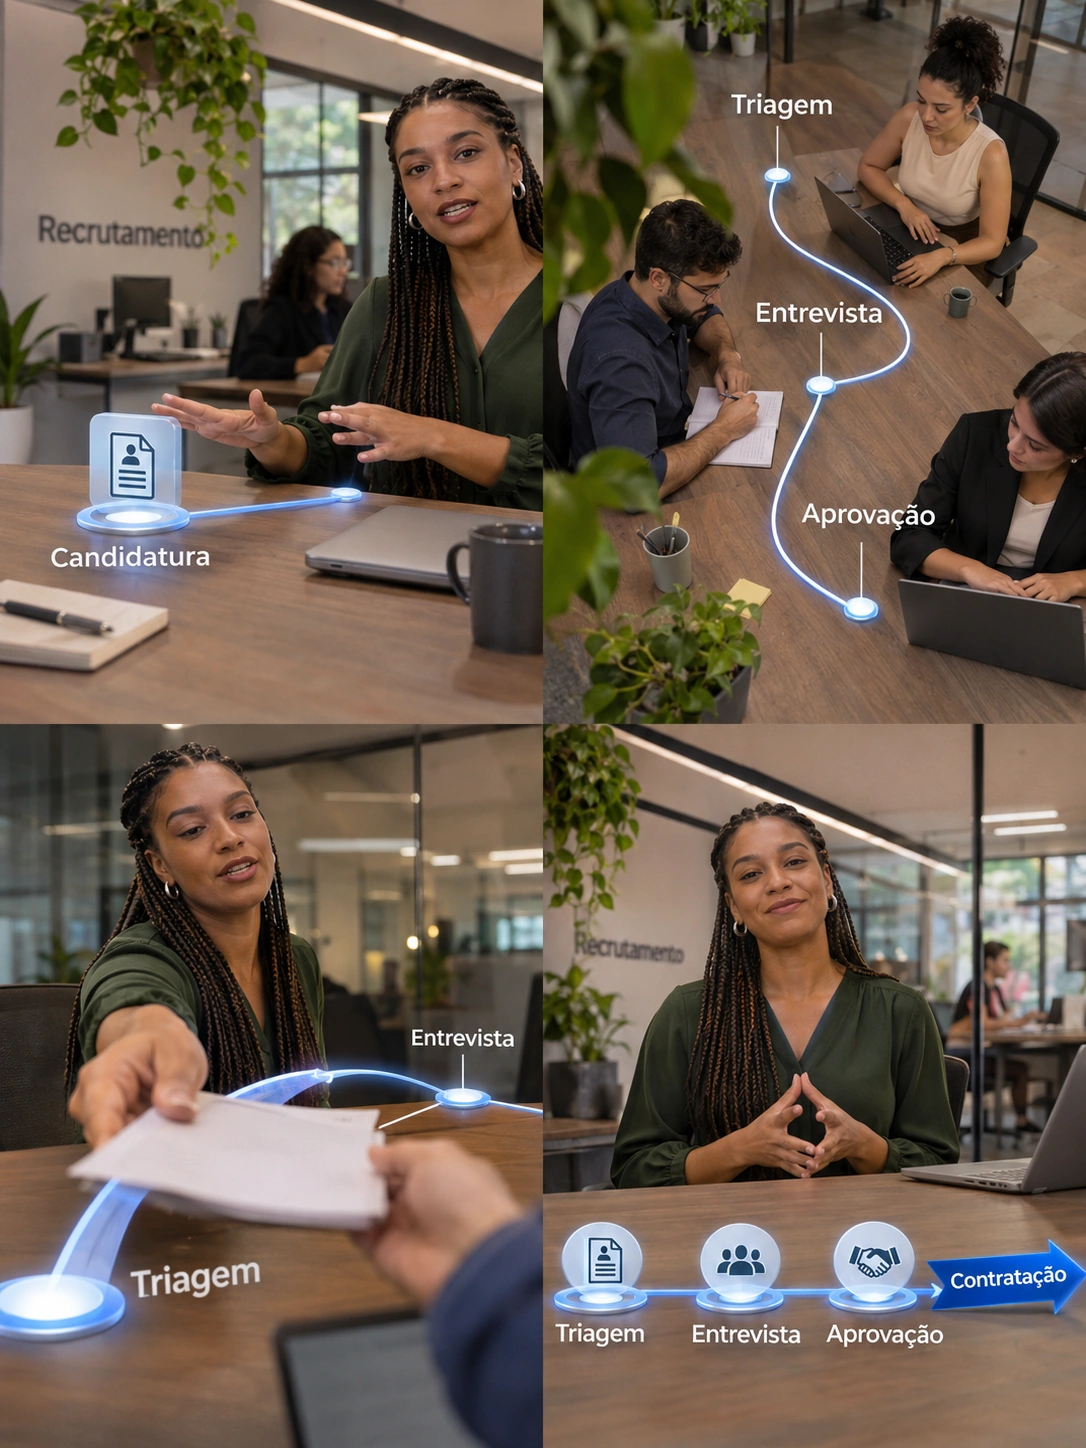 Recrutamento
Candidatura
Triagem
Entrevista
Aprovação
Entrevista
Triagem
Recrutamento
Contratação
Triagem
Entrevista
Aprovação